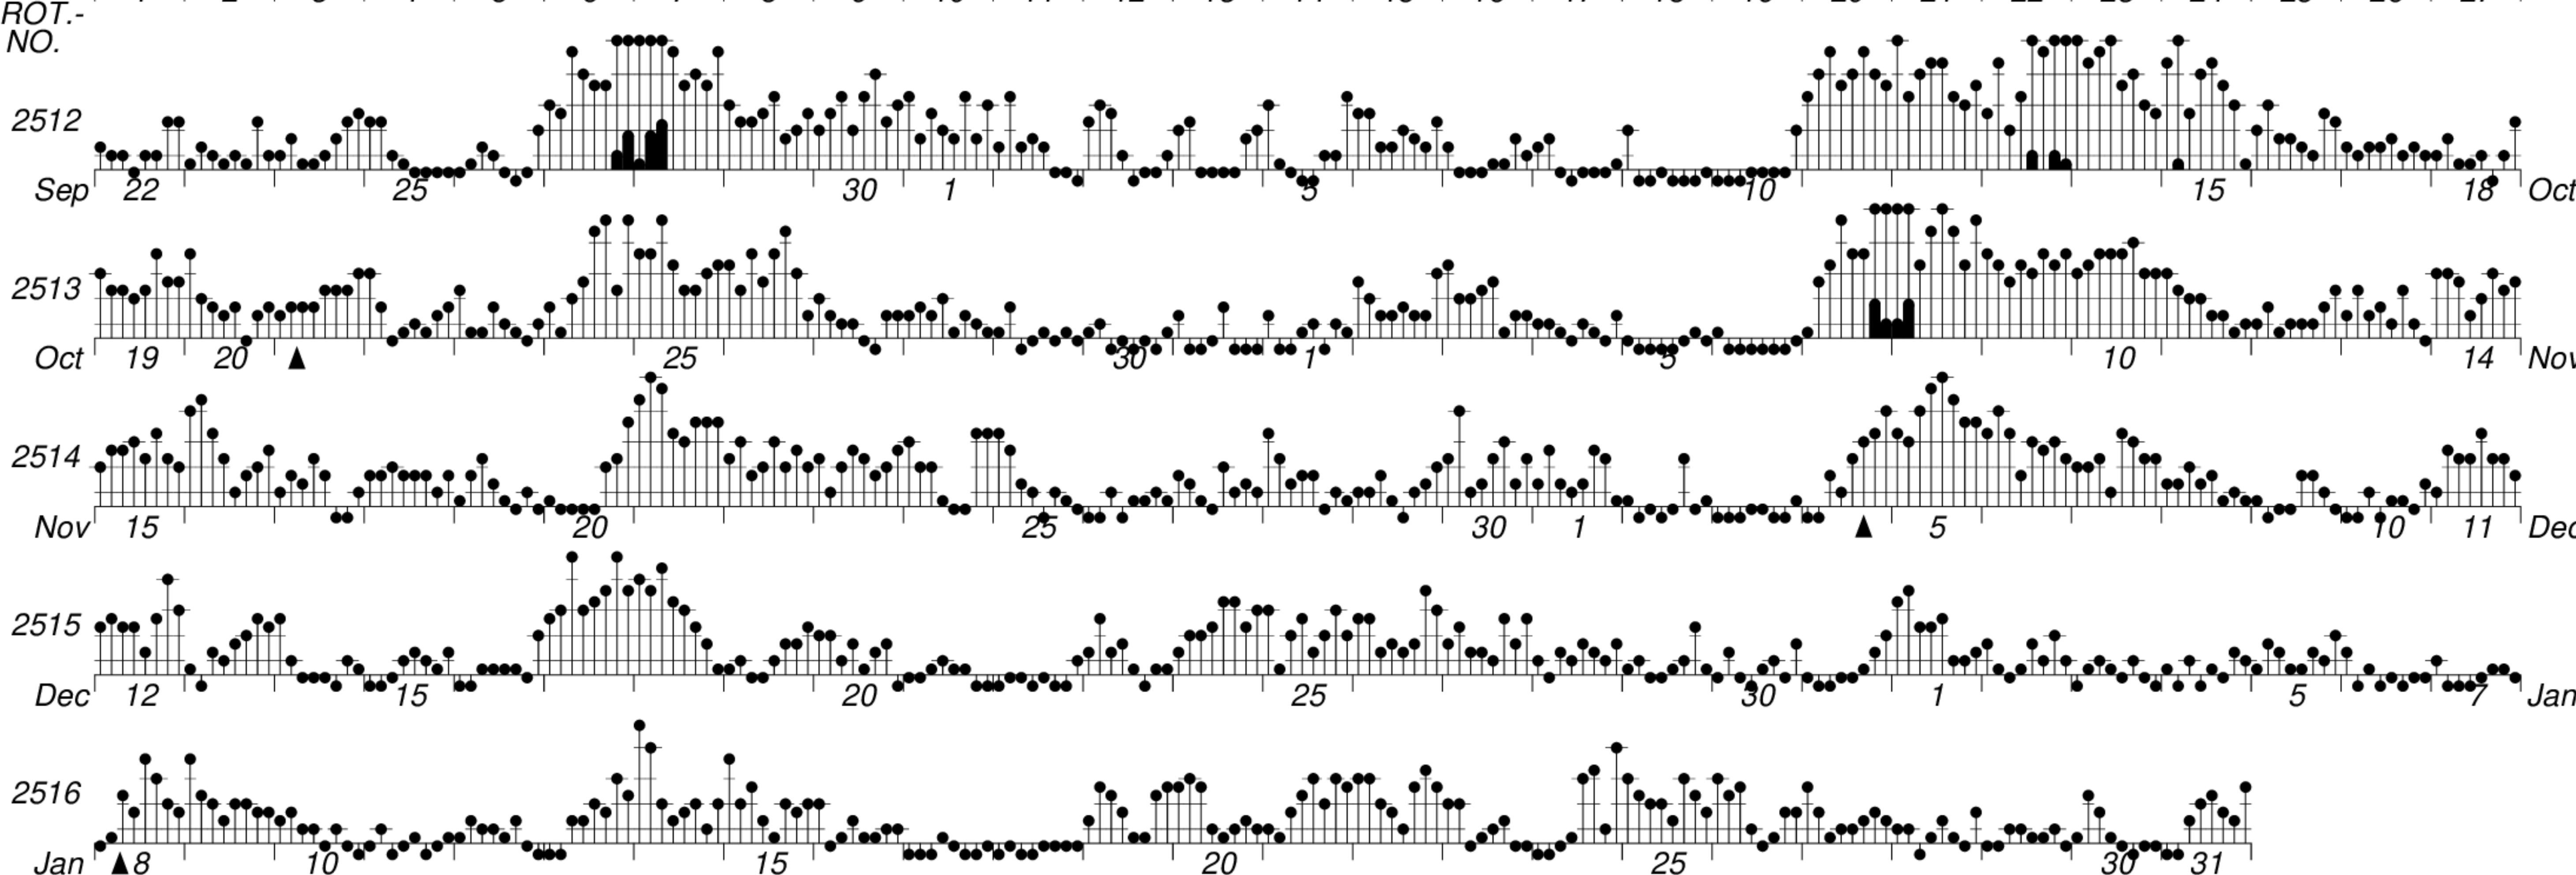 ROT.-
NO.
2512
Sep 22 25 30 1 5 10 15 18 Oct
2513
Oct 19 20 25 30 1 5 10 14 Nov
2514
Nov 15 20 25 30 1 5 10 11 Dec
2515
Dec 12 15 20 25 30 1 5 7 Jan
2516
Jan 8 10 15 20 25 30 31